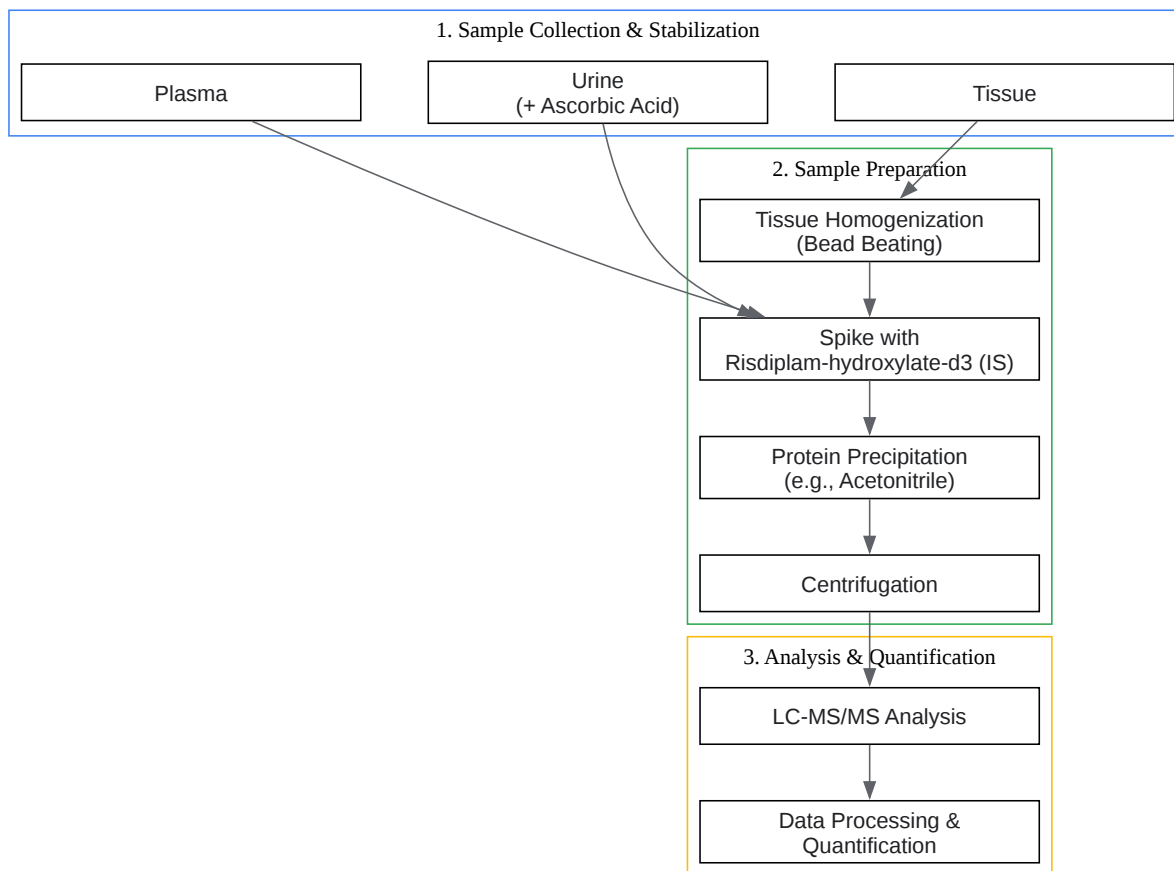 1. Sample Collection & Stabilization
Plasma
Urine
(+ Ascorbic Acid)
Tissue
2. Sample Preparation
Tissue Homogenization
(Bead Beating)
Spike with
Risdiplam-hydroxylate-d3 (IS)
Protein Precipitation
(e.g., Acetonitrile)
Centrifugation
3. Analysis & Quantification
LC-MS/MS Analysis
Data Processing &
Quantification